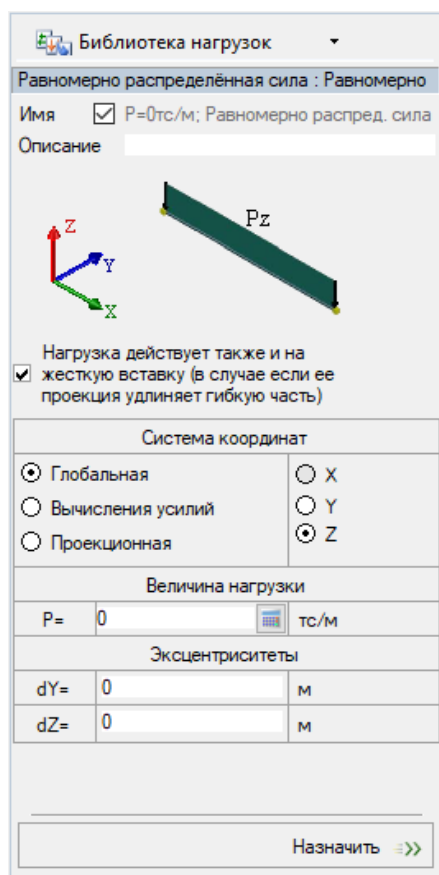 Библиотека нагрузок
Равномерно распределённая сила : Равномерно
Имя P=0тс/м; Равномерно распред. сила
Описание
Z
Y
X
Pz
Нагрузка действует также и на
жесткую вставку (в случае если ее
проекция удлиняет гибкую часть)
Система координат
Глобальная X
Вычисления усилий Y
Проекционная Z
Величина нагрузки
P= 0 тс/м
Эксцентриситеты
dY= 0 м
dZ= 0 м
Назначить